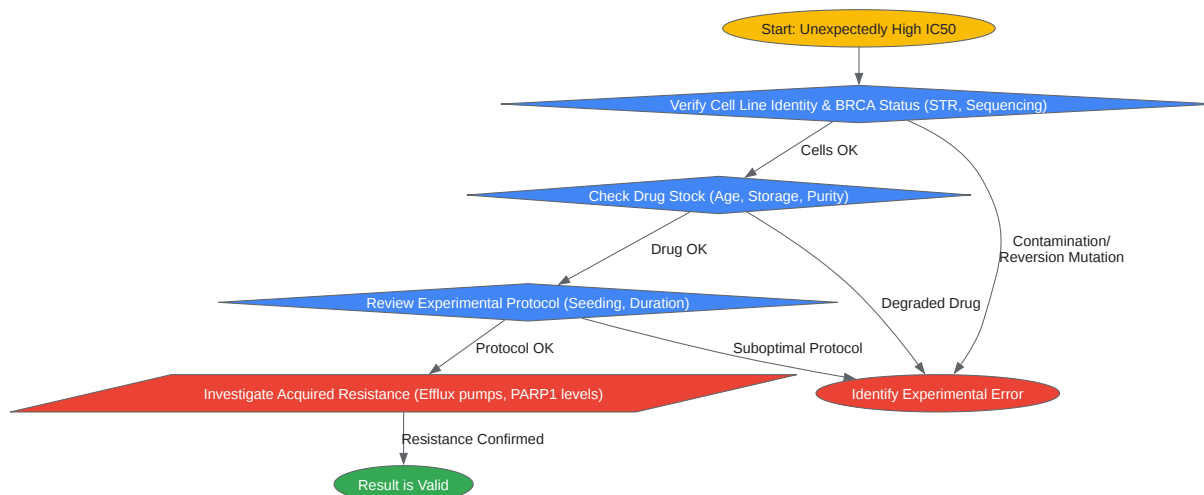 Start: Unexpectedly High IC50
Verify Cell Line Identity & BRCA Status (STR, Sequencing)
Cells OK
Check Drug Stock (Age, Storage, Purity)
Contamination/
Reversion Mutation
Drug OK
Degraded Drug
Review Experimental Protocol (Seeding, Duration)
Protocol OK
Suboptimal Protocol
Investigate Acquired Resistance (Efflux pumps, PARP1 levels)
Identify Experimental Error
Resistance Confirmed
Result is Valid